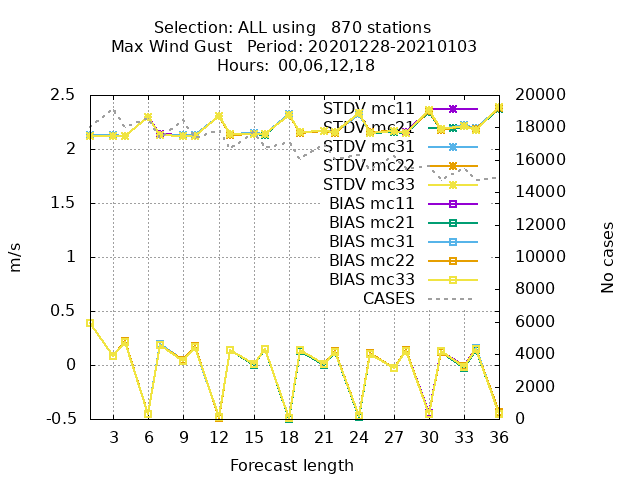 Selection: ALL using   870 stations
Max Wind Gust   Period: 20201228-20210103
Hours:  00,06,12,18
2.5
2
1.5
1
0.5
0
-0.5
m/s
20000
18000
16000
14000
12000
10000
8000
6000
4000
2000
0
No cases
STDV mc11
STDV mc21
STDV mc31
STDV mc22
STDV mc33
BIAS mc11
BIAS mc21
BIAS mc31
BIAS mc22
BIAS mc33
CASES
3 6 9 12 15 18 21 24 27 30 33 36
Forecast length